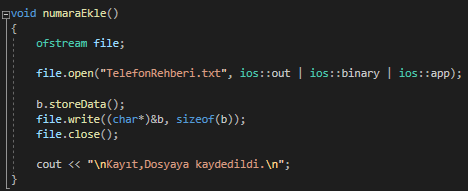 void numaraEkle()
{
ofstream file;
file.open("TelefonRehberi.txt", ios::out | ios::binary | ios::app);
b.storeData();
file.write((char*)&b, sizeof(b));
file.close();
cout << "\nKayıt,Dosyaya kaydedildi.\n";
}